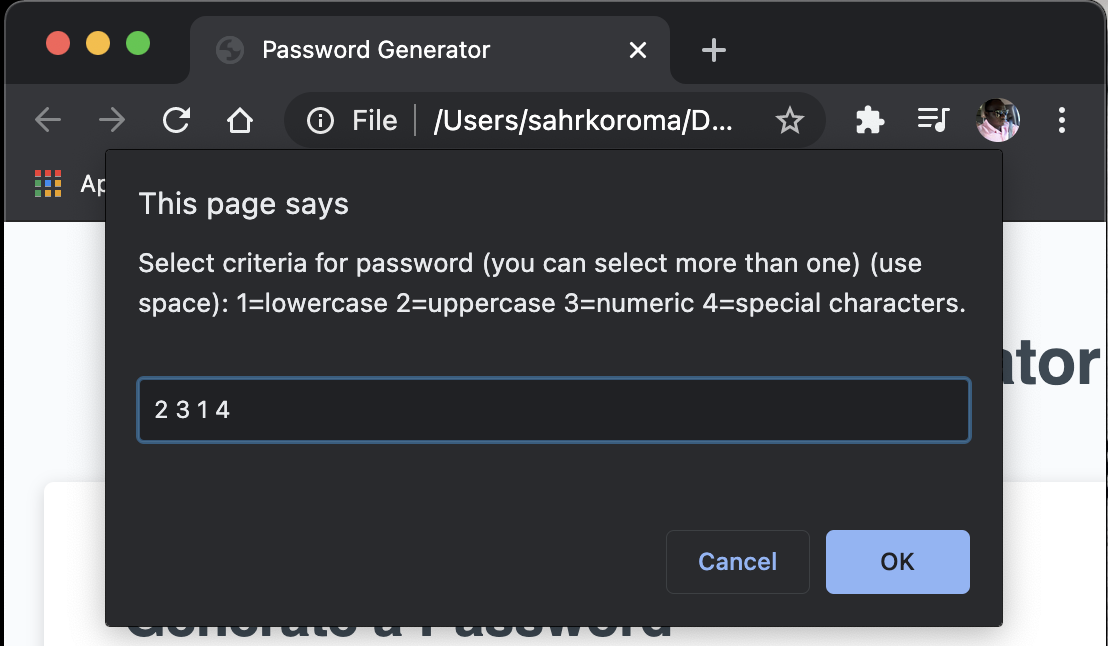 Password Generator
File /Users/sahrkoroma/D...
Ap
This page says
Select criteria for password (you can select more than one) (use
space): 1=lowercase 2=uppercase 3=numeric 4=special characters.
ator
2 3 1 4
Cancel OK
Generate a Password